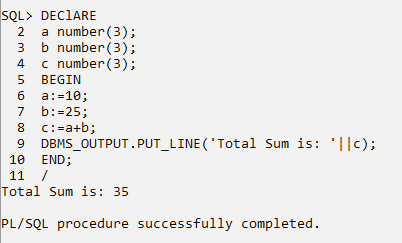 SQL> DEClARE
  2  a number(3);
  3  b number(3);
  4  c number(3);
  5  BEGIN
  6  a:=10;
  7  b:=25;
  8  c:=a+b;
  9  DBMS_OUTPUT.PUT_LINE('Total Sum is: '||c);
 10  END;
 11  /
Total Sum is: 35
PL/SQL procedure successfully completed.